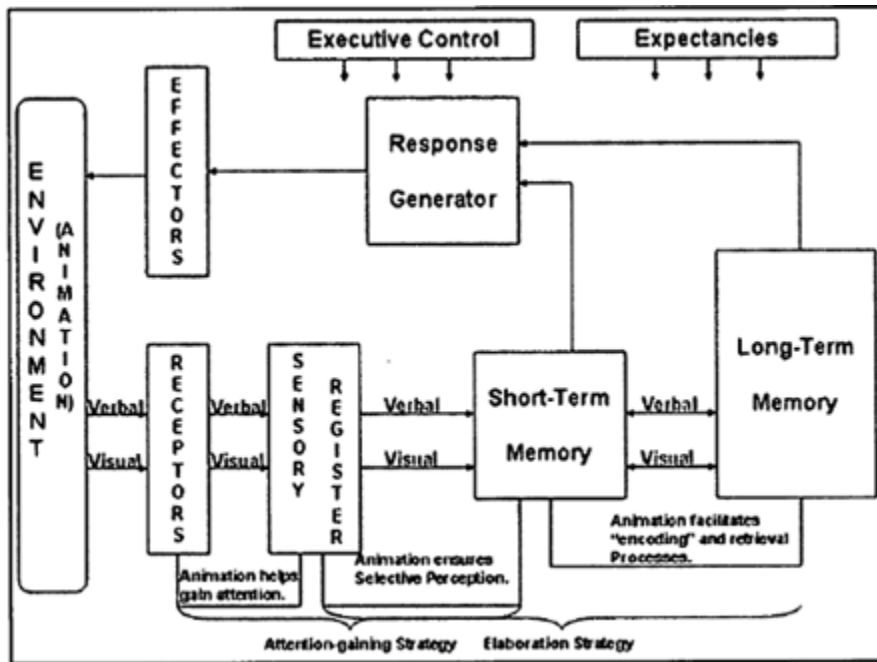 Executive Control
Expectancies
ENVIRONMENT
(ANIMATION)
EFFECTORS
Response
Generator
Long-Term
Memory
RECEPTORS
SENSORY
REGISTER
Short-Term
Memory
Verbal
Verbal
Verbal
Verbal
Visual
Visual
Visual
Visual
Animation helps
gain attention.
Animation ensures
Selective Perception.
Animation facilitates
"encoding" and retrieval
Processes.
Attention-gaining Strategy
Elaboration Strategy